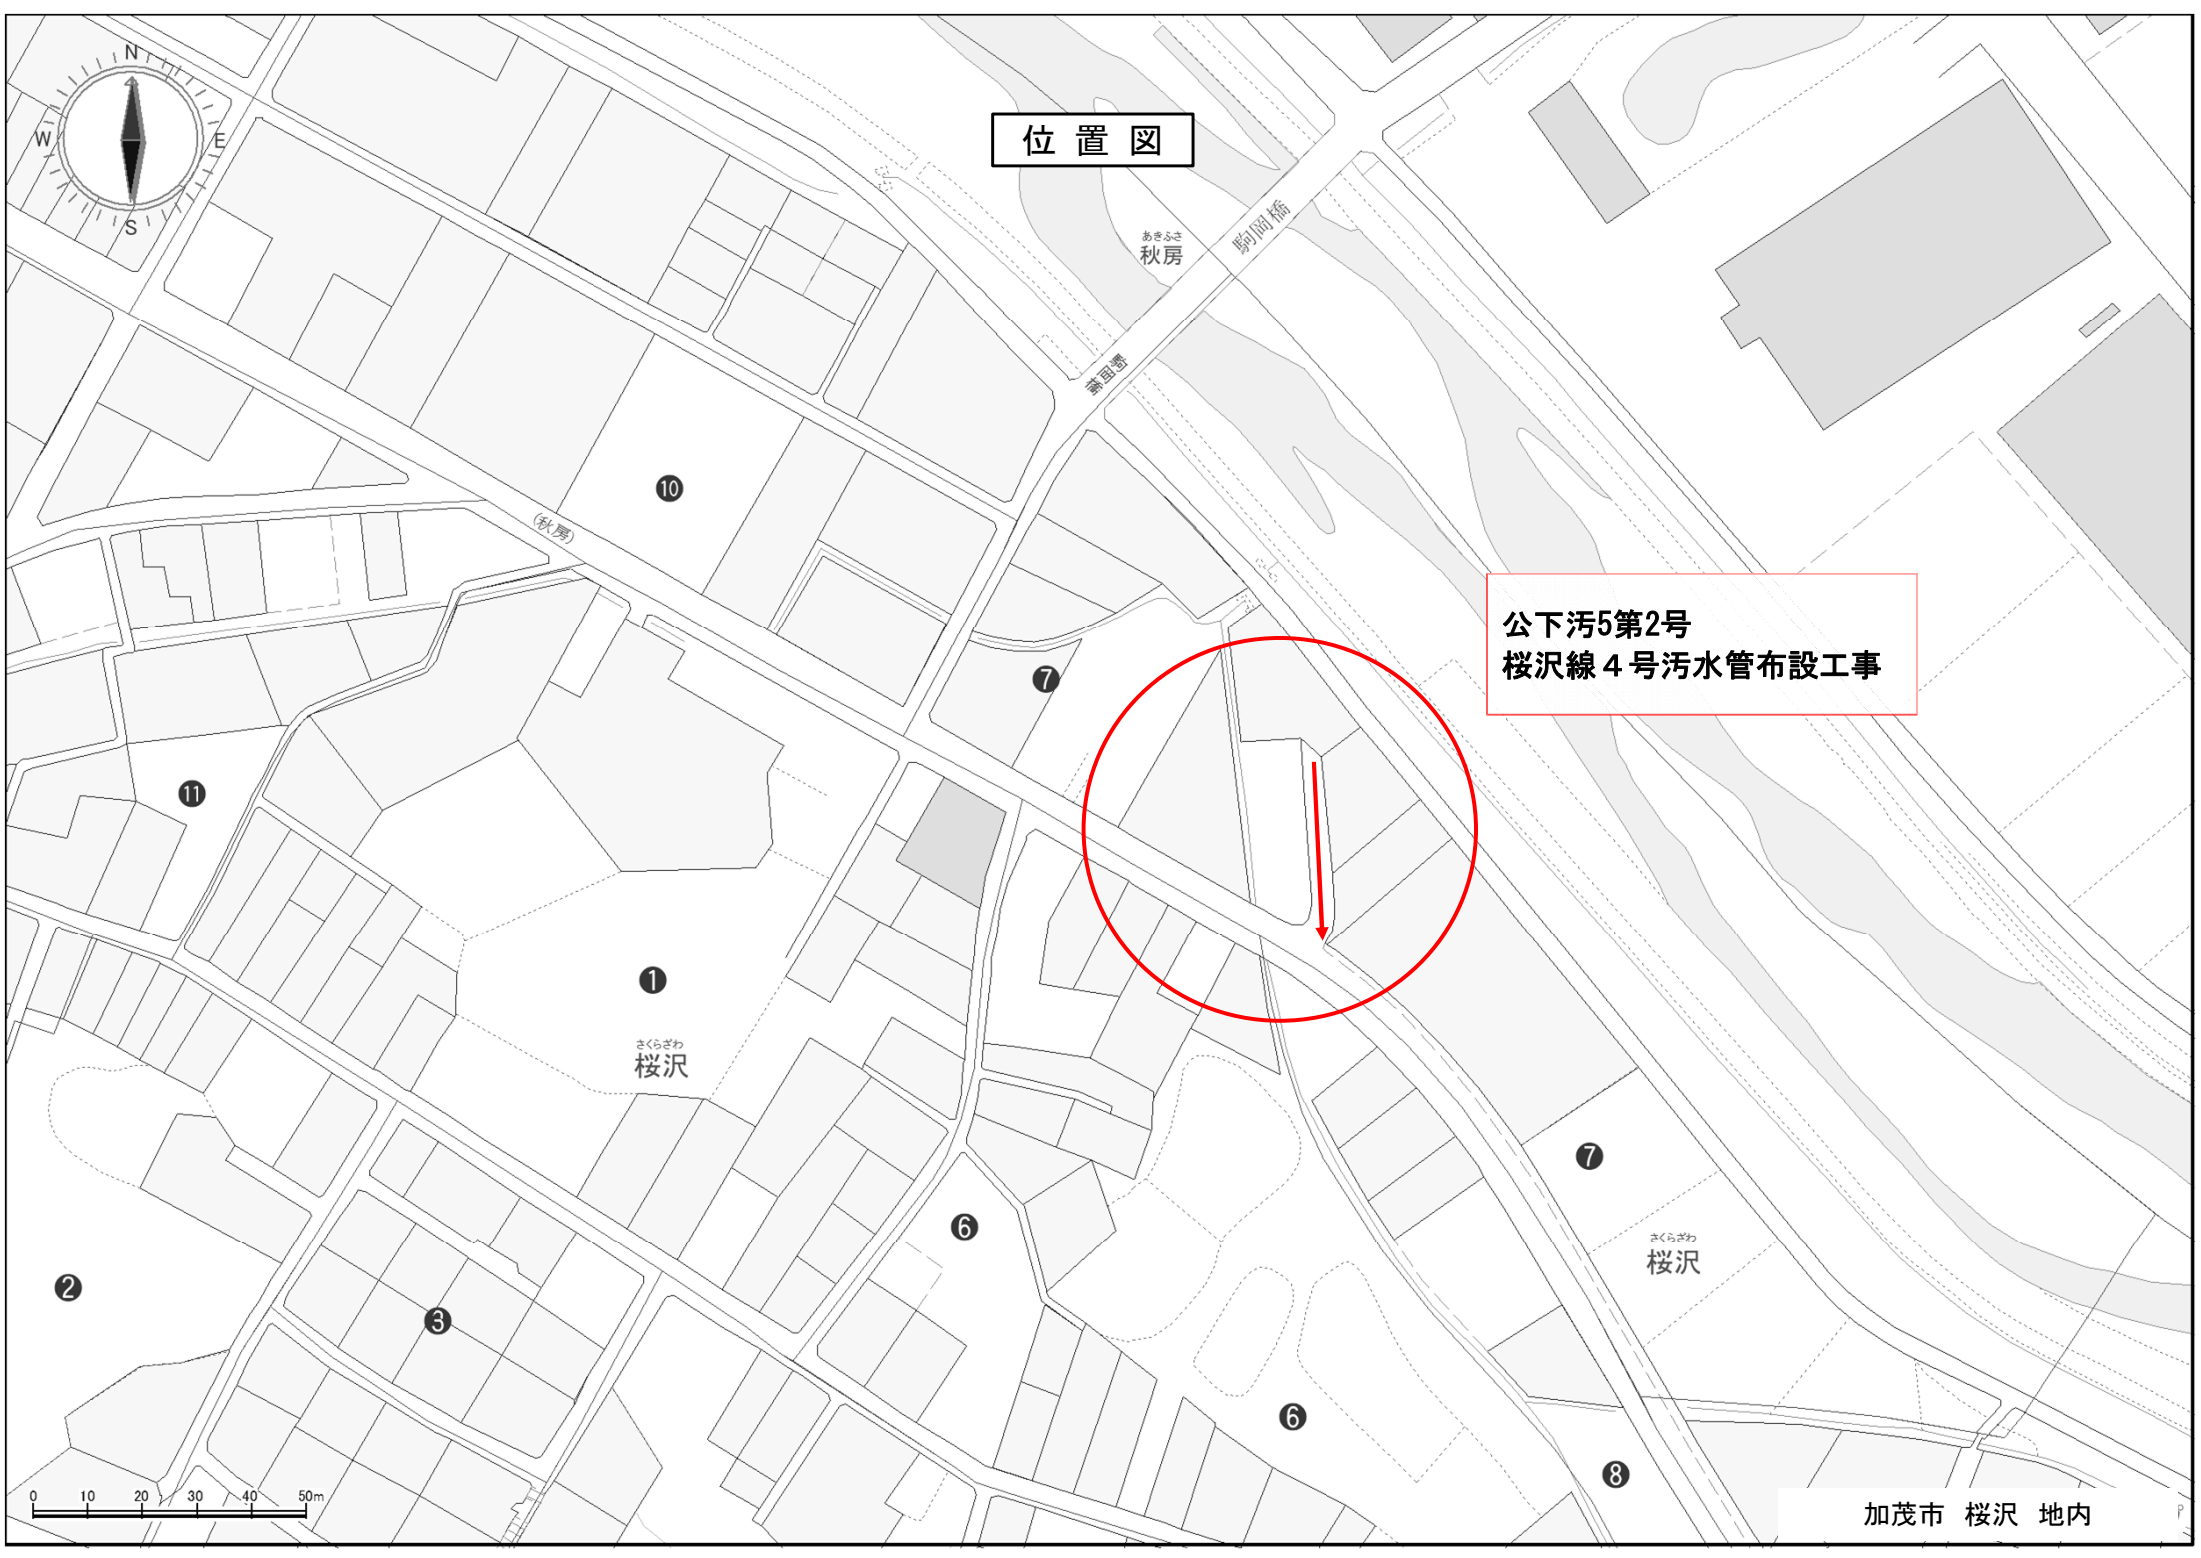 N
W
E
S
位置図
あきふさ
秋房
駒岡橋
駒岡橋
⑩
(秋房)
公下汚5第2号
桜沢線４号汚水管布設工事
❼
⓫
❶
さくらざわ
桜沢
❼
さくらざわ
桜沢
❻
❷
❸
❻
❽
0 10 20 30 40 50m
加茂市 桜沢 地内